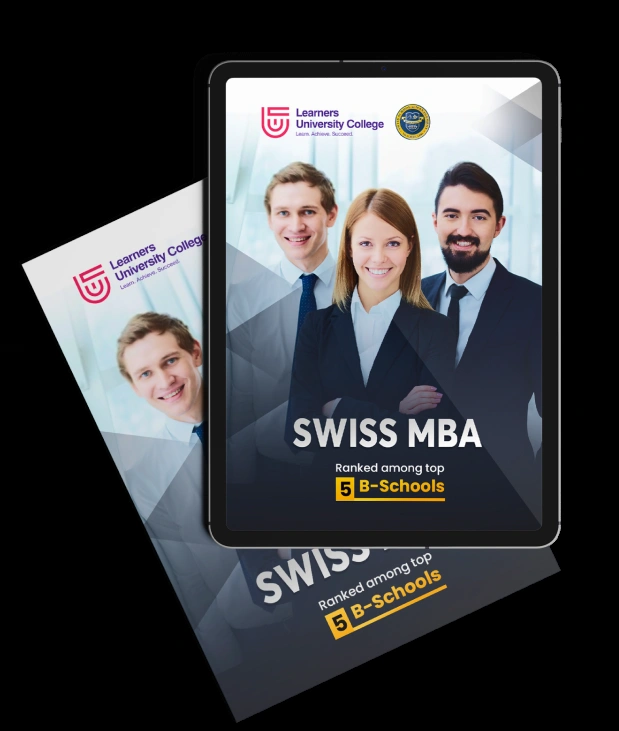 Learners
University College
Learn. Achieve. Succeed.
SWISS MBA
Ranked among top
5 B-Schools
Learners
University College
Learn. Achieve. Succeed.
SWISS
Ranked among top
5 B-Schools